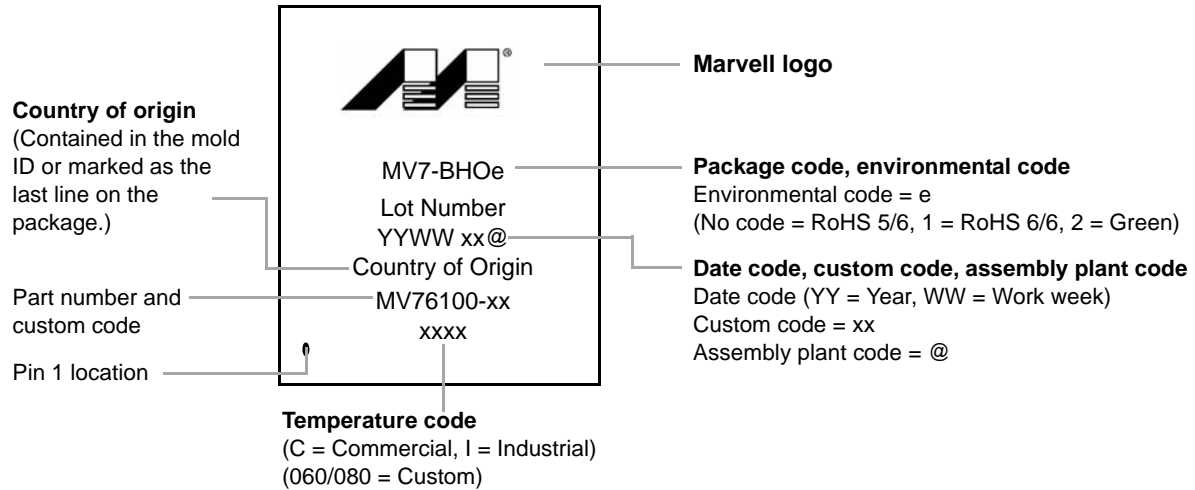 ®
Marvell logo
Country of origin
(Contained in the mold
ID or marked as the
last line on the
package.)
MV7-BHOe
Package code, environmental code
Environmental code = e
(No code = RoHS 5/6, 1 = RoHS 6/6, 2 = Green)
Lot Number
YYWW xx@
Country of Origin
Date code, custom code, assembly plant code
Date code (YY = Year, WW = Work week)
Custom code = xx
Assembly plant code = @
Part number and
custom code
MV76100-xx
xxxx
Pin 1 location
Temperature code
(C = Commercial, I = Industrial)
(060/080 = Custom)